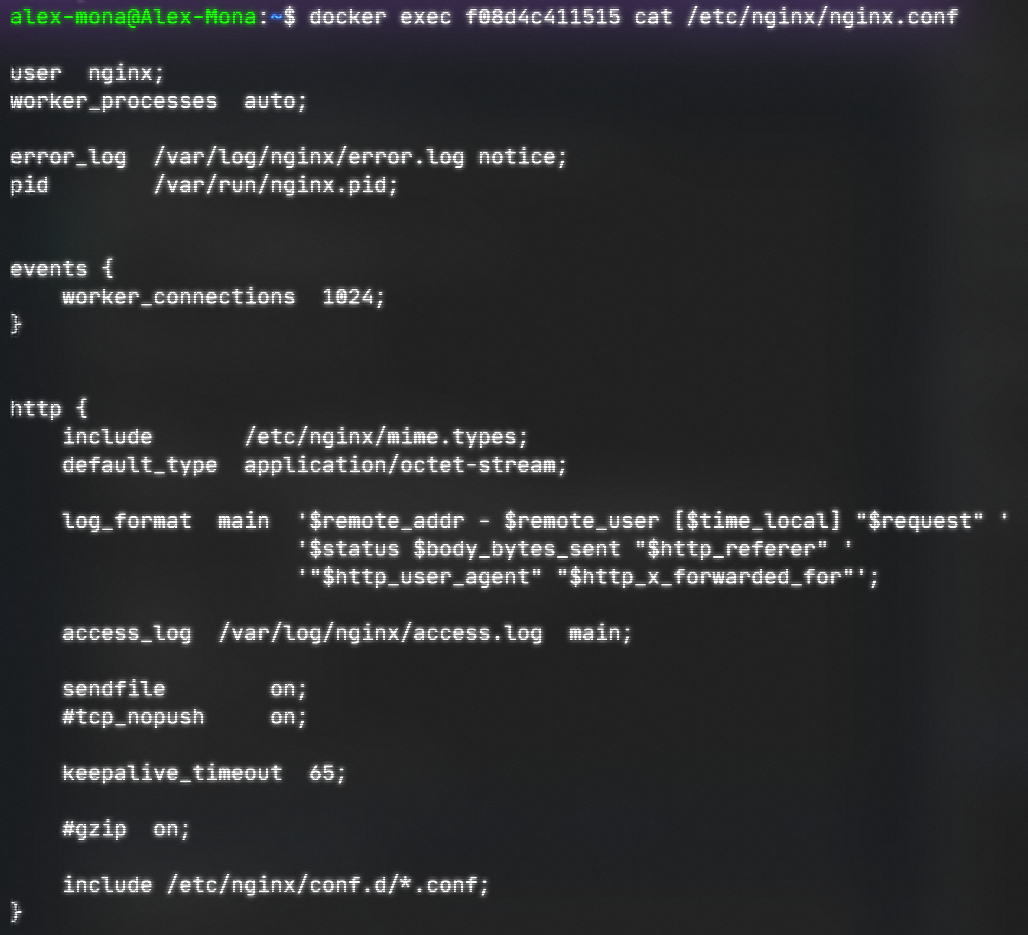 alex-mona@Alex-Mona:~$ docker exec f08d4c411515 cat /etc/nginx/nginx.conf

user  nginx;
worker_processes  auto;

error_log  /var/log/nginx/error.log notice;
pid        /var/run/nginx.pid;


events {
    worker_connections  1024;
}


http {
    include       /etc/nginx/mime.types;
    default_type  application/octet-stream;

    log_format  main  '$remote_addr - $remote_user [$time_local] "$request" '
                      '$status $body_bytes_sent "$http_referer" '
                      '"$http_user_agent" "$http_x_forwarded_for"';

    access_log  /var/log/nginx/access.log  main;

    sendfile        on;
    #tcp_nopush     on;

    keepalive_timeout  65;

    #gzip  on;

    include /etc/nginx/conf.d/*.conf;
}